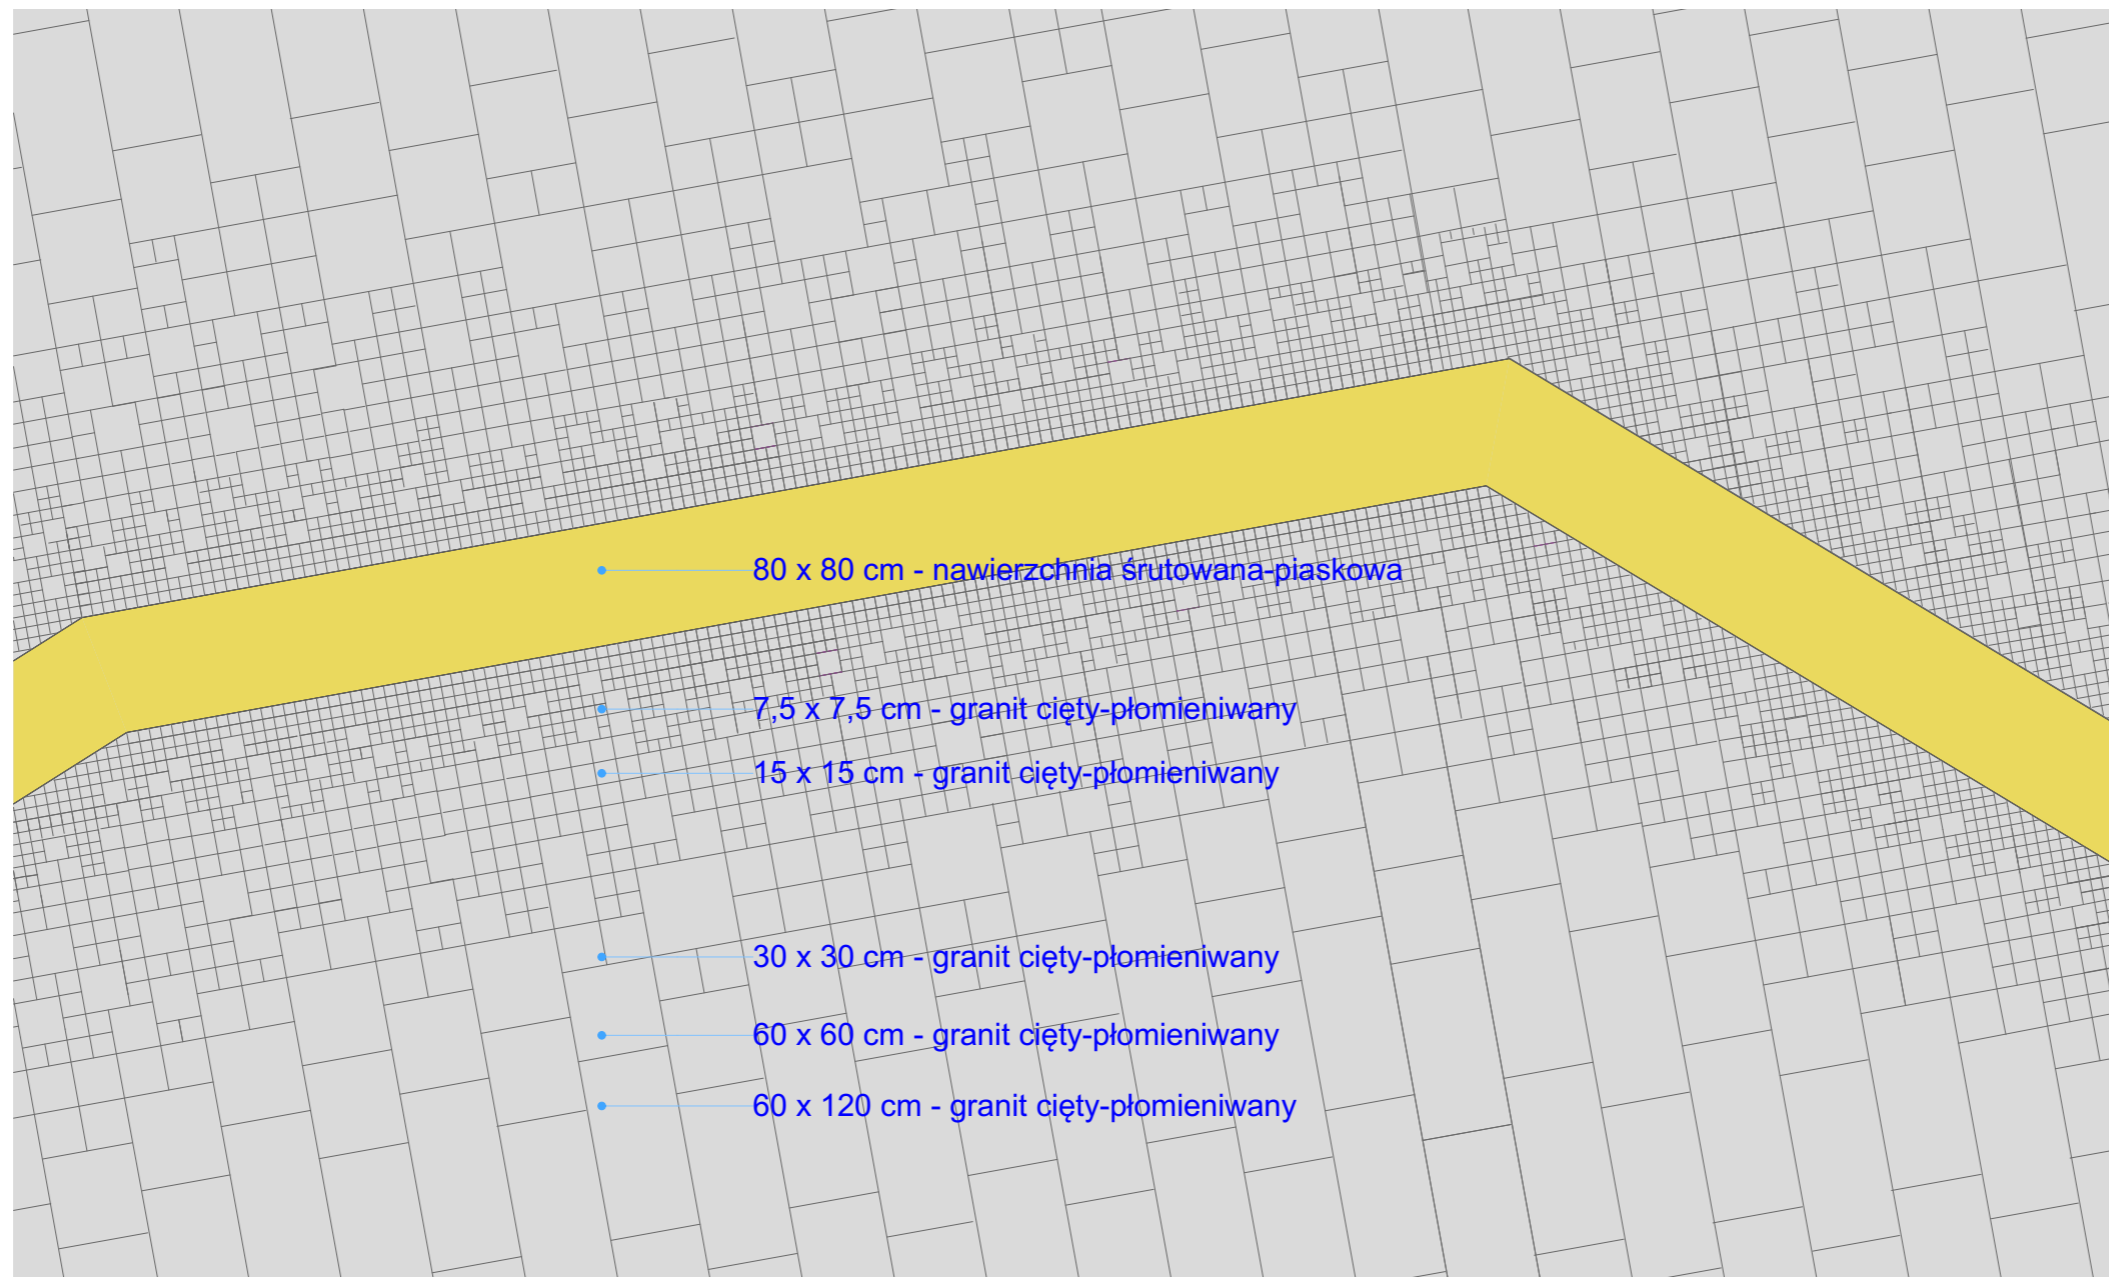 80 x 80 cm - nawierzchnia śrutowana-piaskowa
7,5 x 7,5 cm - granit cięty-płomieniwany
15 x 15 cm - granit cięty-płomieniwany
30 x 30 cm - granit cięty-płomieniwany
60 x 60 cm - granit cięty-płomieniwany
60 x 120 cm - granit cięty-płomieniwany